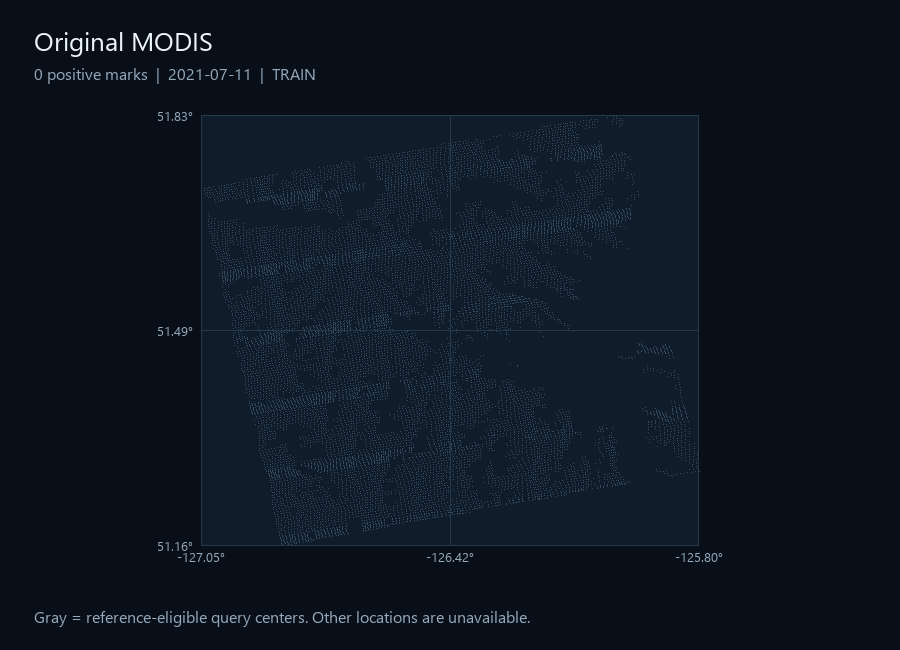 Original MODIS
0 positive marks | 2021-07-11 | TRAIN
51.83°
51.49°
51.16°
-127.05°
-126.42°
-125.80°
Gray = reference-eligible query centers. Other locations are unavailable.